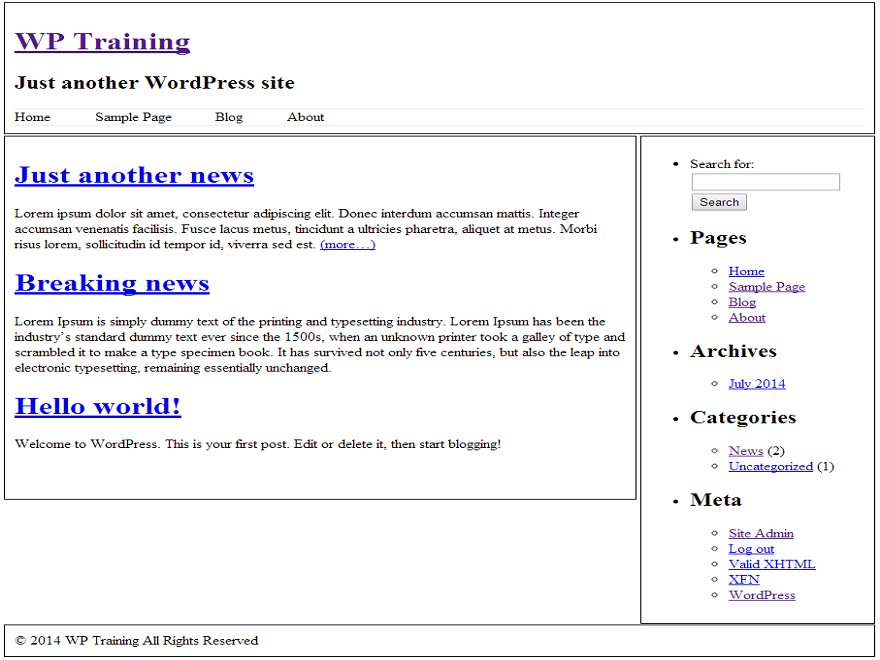 WP Training
Just another WordPress site
Home Sample Page Blog About
Just another news
Lorem ipsum dolor sit amet, consectetur adipiscing elit. Donec interdum accumsan mattis. Integer
accumsan venenatis facilisis. Fusce lacus metus, tincidunt a ultricies pharetra, aliquet at metus. Morbi
risus lorem, sollicitudin id tempor id, viverra sed est. (more…)
Breaking news
Lorem Ipsum is simply dummy text of the printing and typesetting industry. Lorem Ipsum has been the
industry’s standard dummy text ever since the 1500s, when an unknown printer took a galley of type and
scrambled it to make a type specimen book. It has survived not only five centuries, but also the leap into
electronic typesetting, remaining essentially unchanged.
Hello world!
Welcome to WordPress. This is your first post. Edit or delete it, then start blogging!
Search for:
Search
Pages
Home
Sample Page
Blog
About
Archives
July 2014
Categories
News (2)
Uncategorized (1)
Meta
Site Admin
Log out
Valid XHTML
XFN
WordPress
© 2014 WP Training All Rights Reserved